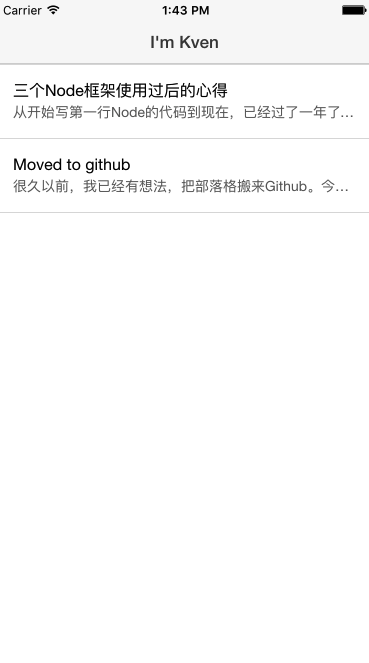 Carrier 1:43 PM
I'm Kven
三个Node框架使用过后的心得
从开始写第一行Node的代码到现在，已经过了一年了...
Moved to github
很久以前，我已经有想法，把部落格搬来Github。今...